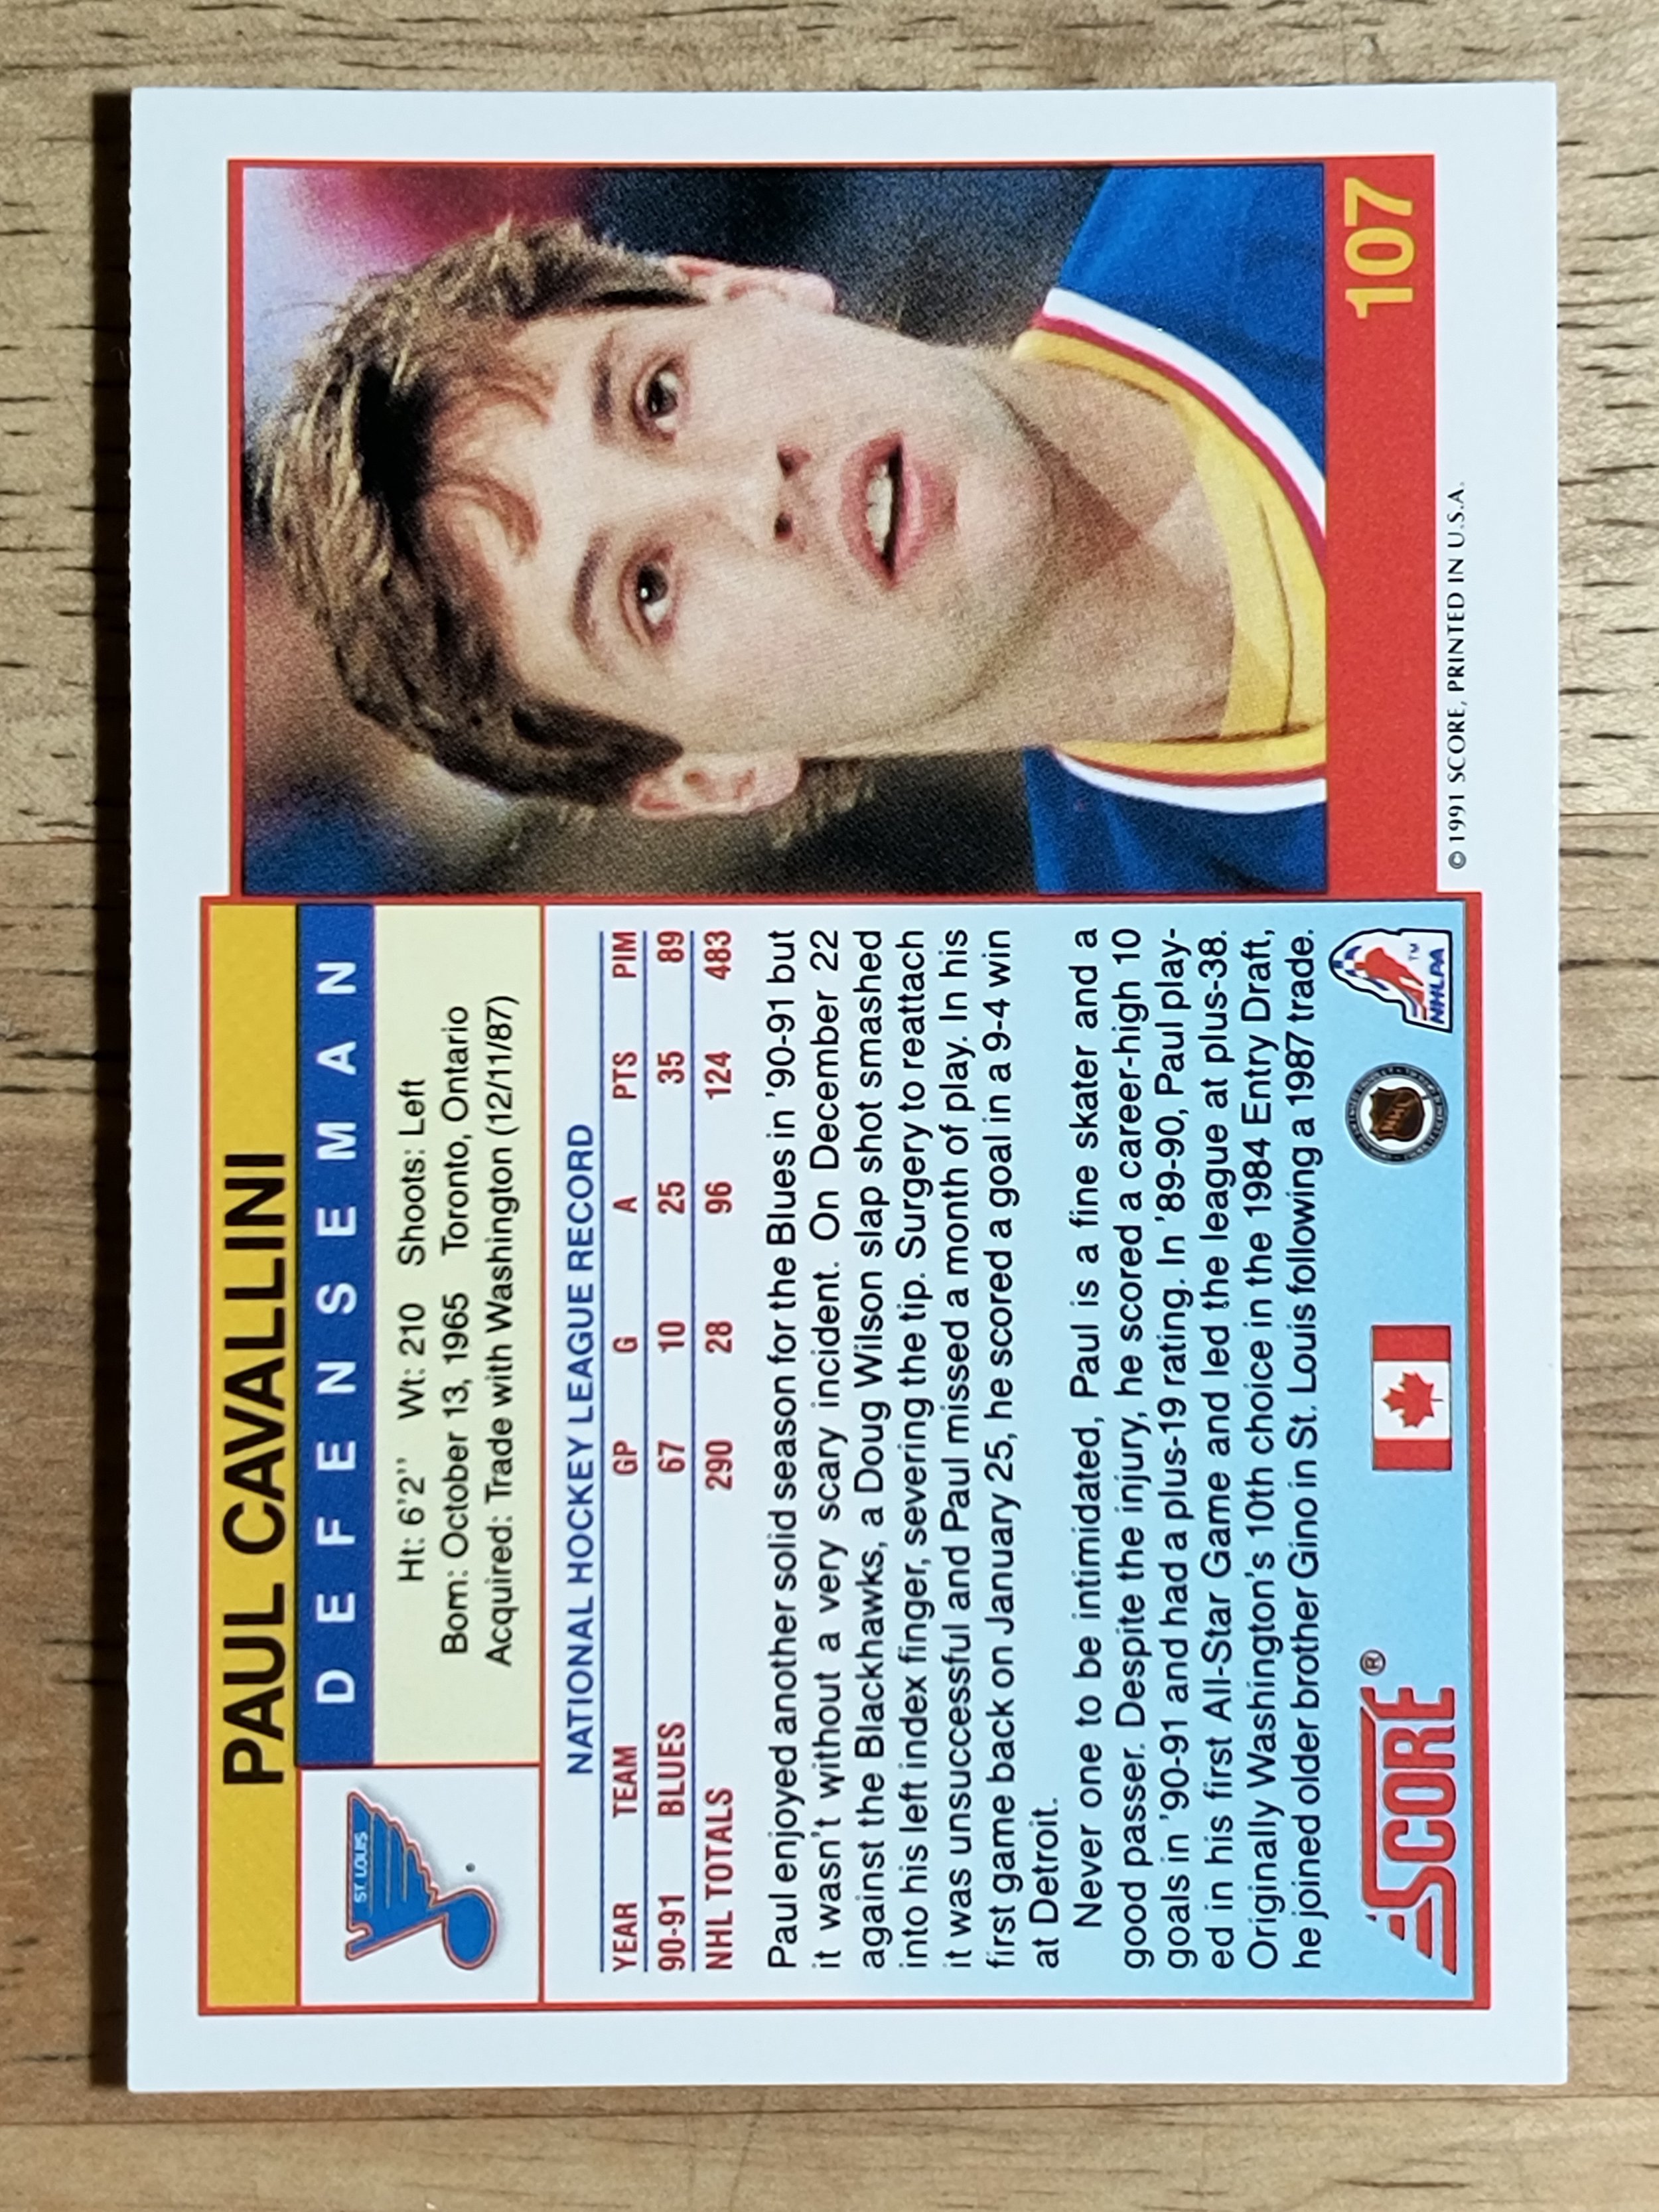 PAUL CAVALLINI
ST LOUIS
DEFENSEMAN
Ht: 6'2" Wt: 210 Shoots: Left
Born: October 13, 1965 Toronto, Ontario
Acquired: Trade with Washington (12/11/87)
NATIONAL HOCKEY LEAGUE RECORD
YEAR TEAM GP G A PTS PIM
90-91 BLUES 67 10 25 35 89
NHL TOTALS 290 28 96 124 483
Paul enjoyed another solid season for the Blues in '90-91 but
it wasn't without a very scary incident. On December 22
against the Blackhawks, a Doug Wilson slap shot smashed
into his left index finger, severing the tip. Surgery to reattach
it was unsuccessful and Paul missed a month of play. In his
first game back on January 25, he scored a goal in a 9-4 win
at Detroit.
Never one to be intimidated, Paul is a fine skater and a
good passer. Despite the injury, he scored a career-high 10
goals in '90-91 and had a plus-19 rating. In '89-90, Paul play-
ed in his first All-Star Game and led the league at plus-38.
Originally Washington's 10th choice in the 1984 Entry Draft,
he joined older brother Gino in St. Louis following a 1987 trade.
SCORE®
NHL
NHLPA™
107
© 1991 SCORE, PRINTED IN U.S.A.